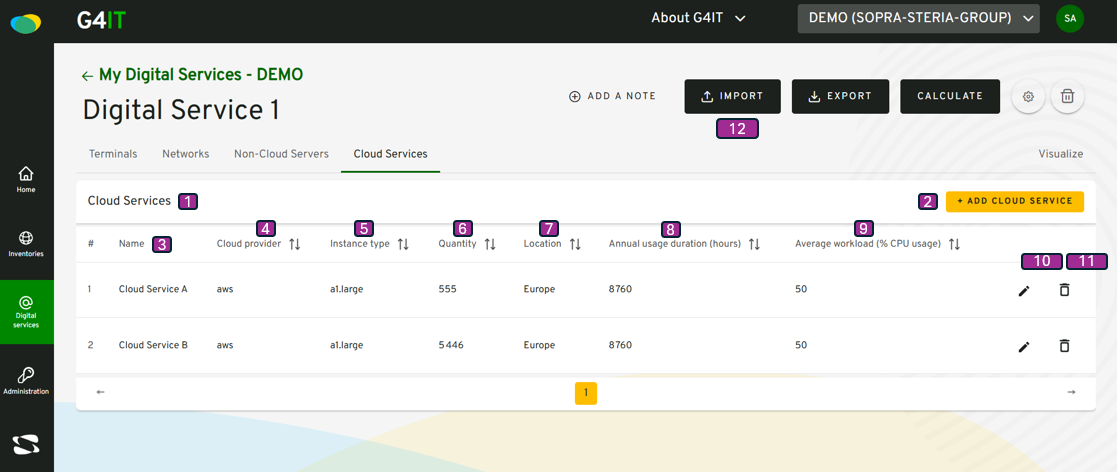 G4IT
About G4IT
DEMO (SOPRA-STERIA-GROUP)
SA
← My Digital Services - DEMO
Digital Service 1
ADD A NOTE
IMPORT
EXPORT
CALCULATE
12
Terminals
Networks
Non-Cloud Servers
Cloud Services
Visualize
Home
Inventories
Digital
services
Administration
Cloud Services
1
2
+ ADD CLOUD SERVICE
4
5
6
7
8
9
# Name 3 Cloud provider Instance type Quantity Location Annual usage duration (hours) Average workload (% CPU usage)
10
11
1 Cloud Service A aws a1.large 555 Europe 8760 50
2 Cloud Service B aws a1.large 5446 Europe 8760 50
← 1 →